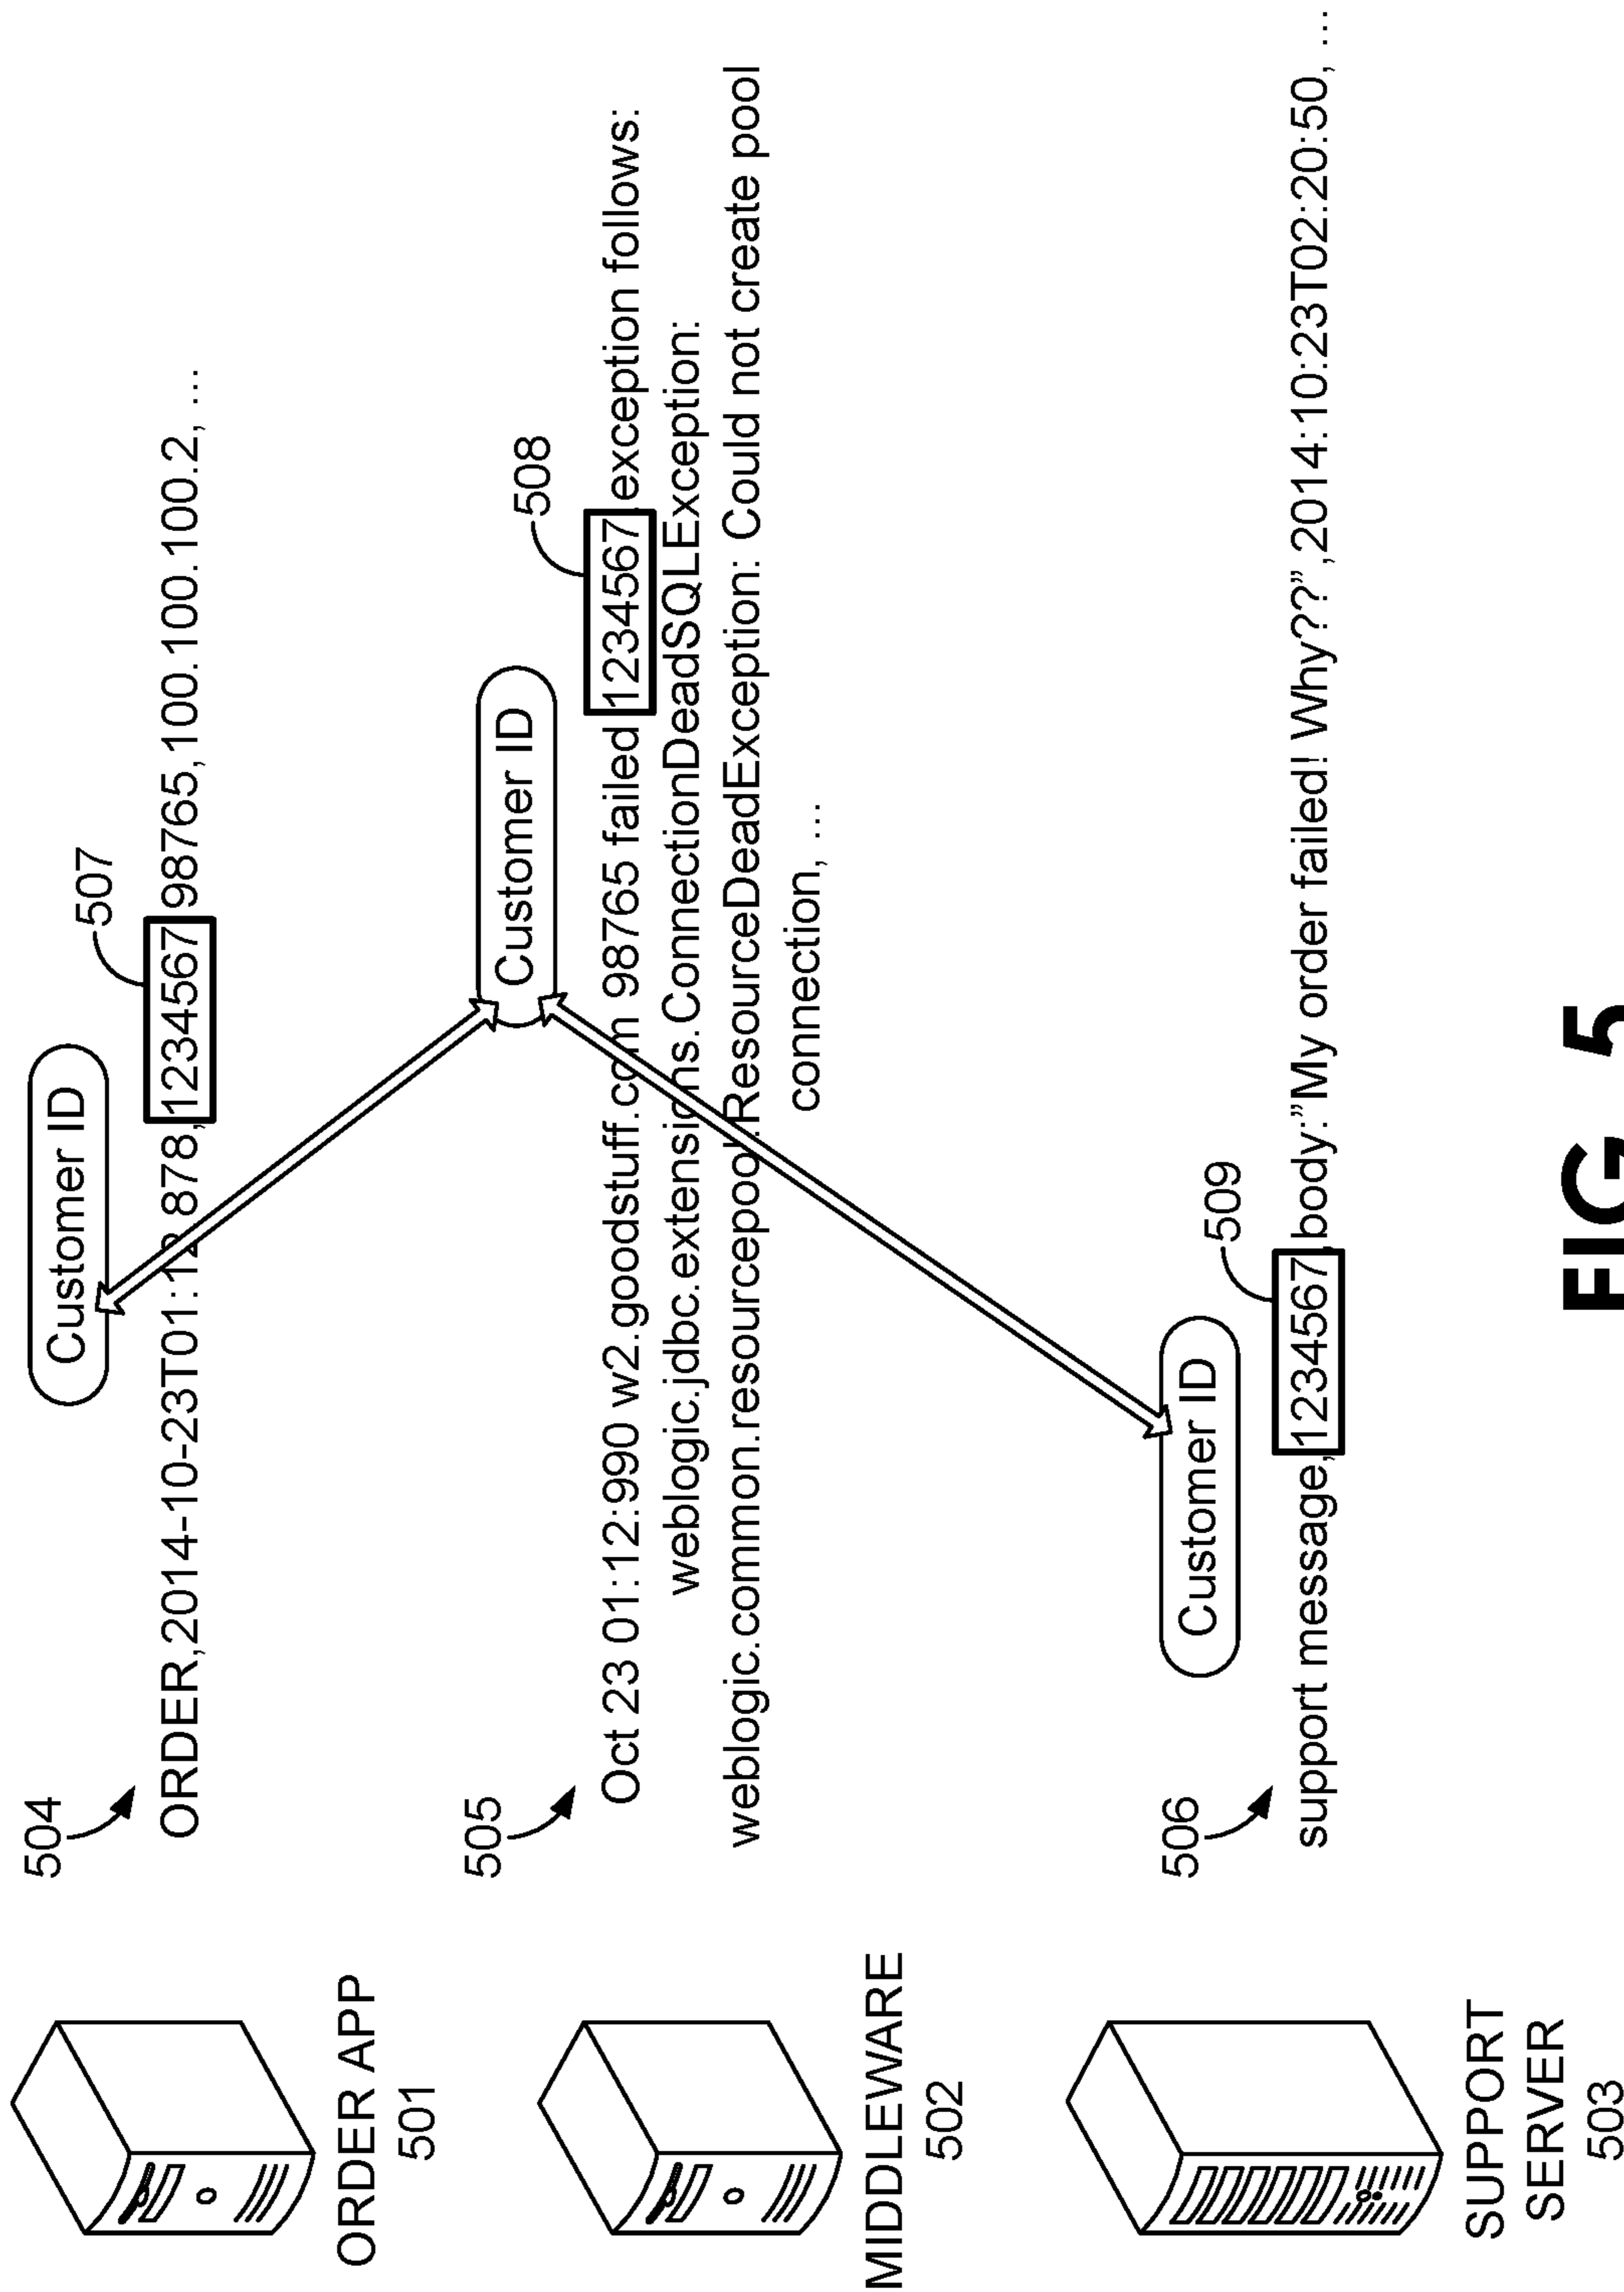 504
Customer ID
507
ORDER,2014-10-23T01:12:878,1234567,98765,100.100.100.2, ...
ORDER APP
501
505
Customer ID
508
Oct 23 01:12:990 w2.goodstuff.com 98765 failed 1234567 exception follows:
weblogic.jdbc.extensions.ConnectionDeadSQLException:
weblogic.common.resourcepool.ResourceDeadException: Could not create pool
connection, ...
MIDDLEWARE
502
506
Customer ID
509
support message,1234567,body:”My order failed! Why???”,2014:10:23T02:20:50, ...
SUPPORT
SERVER
503
FIG 5